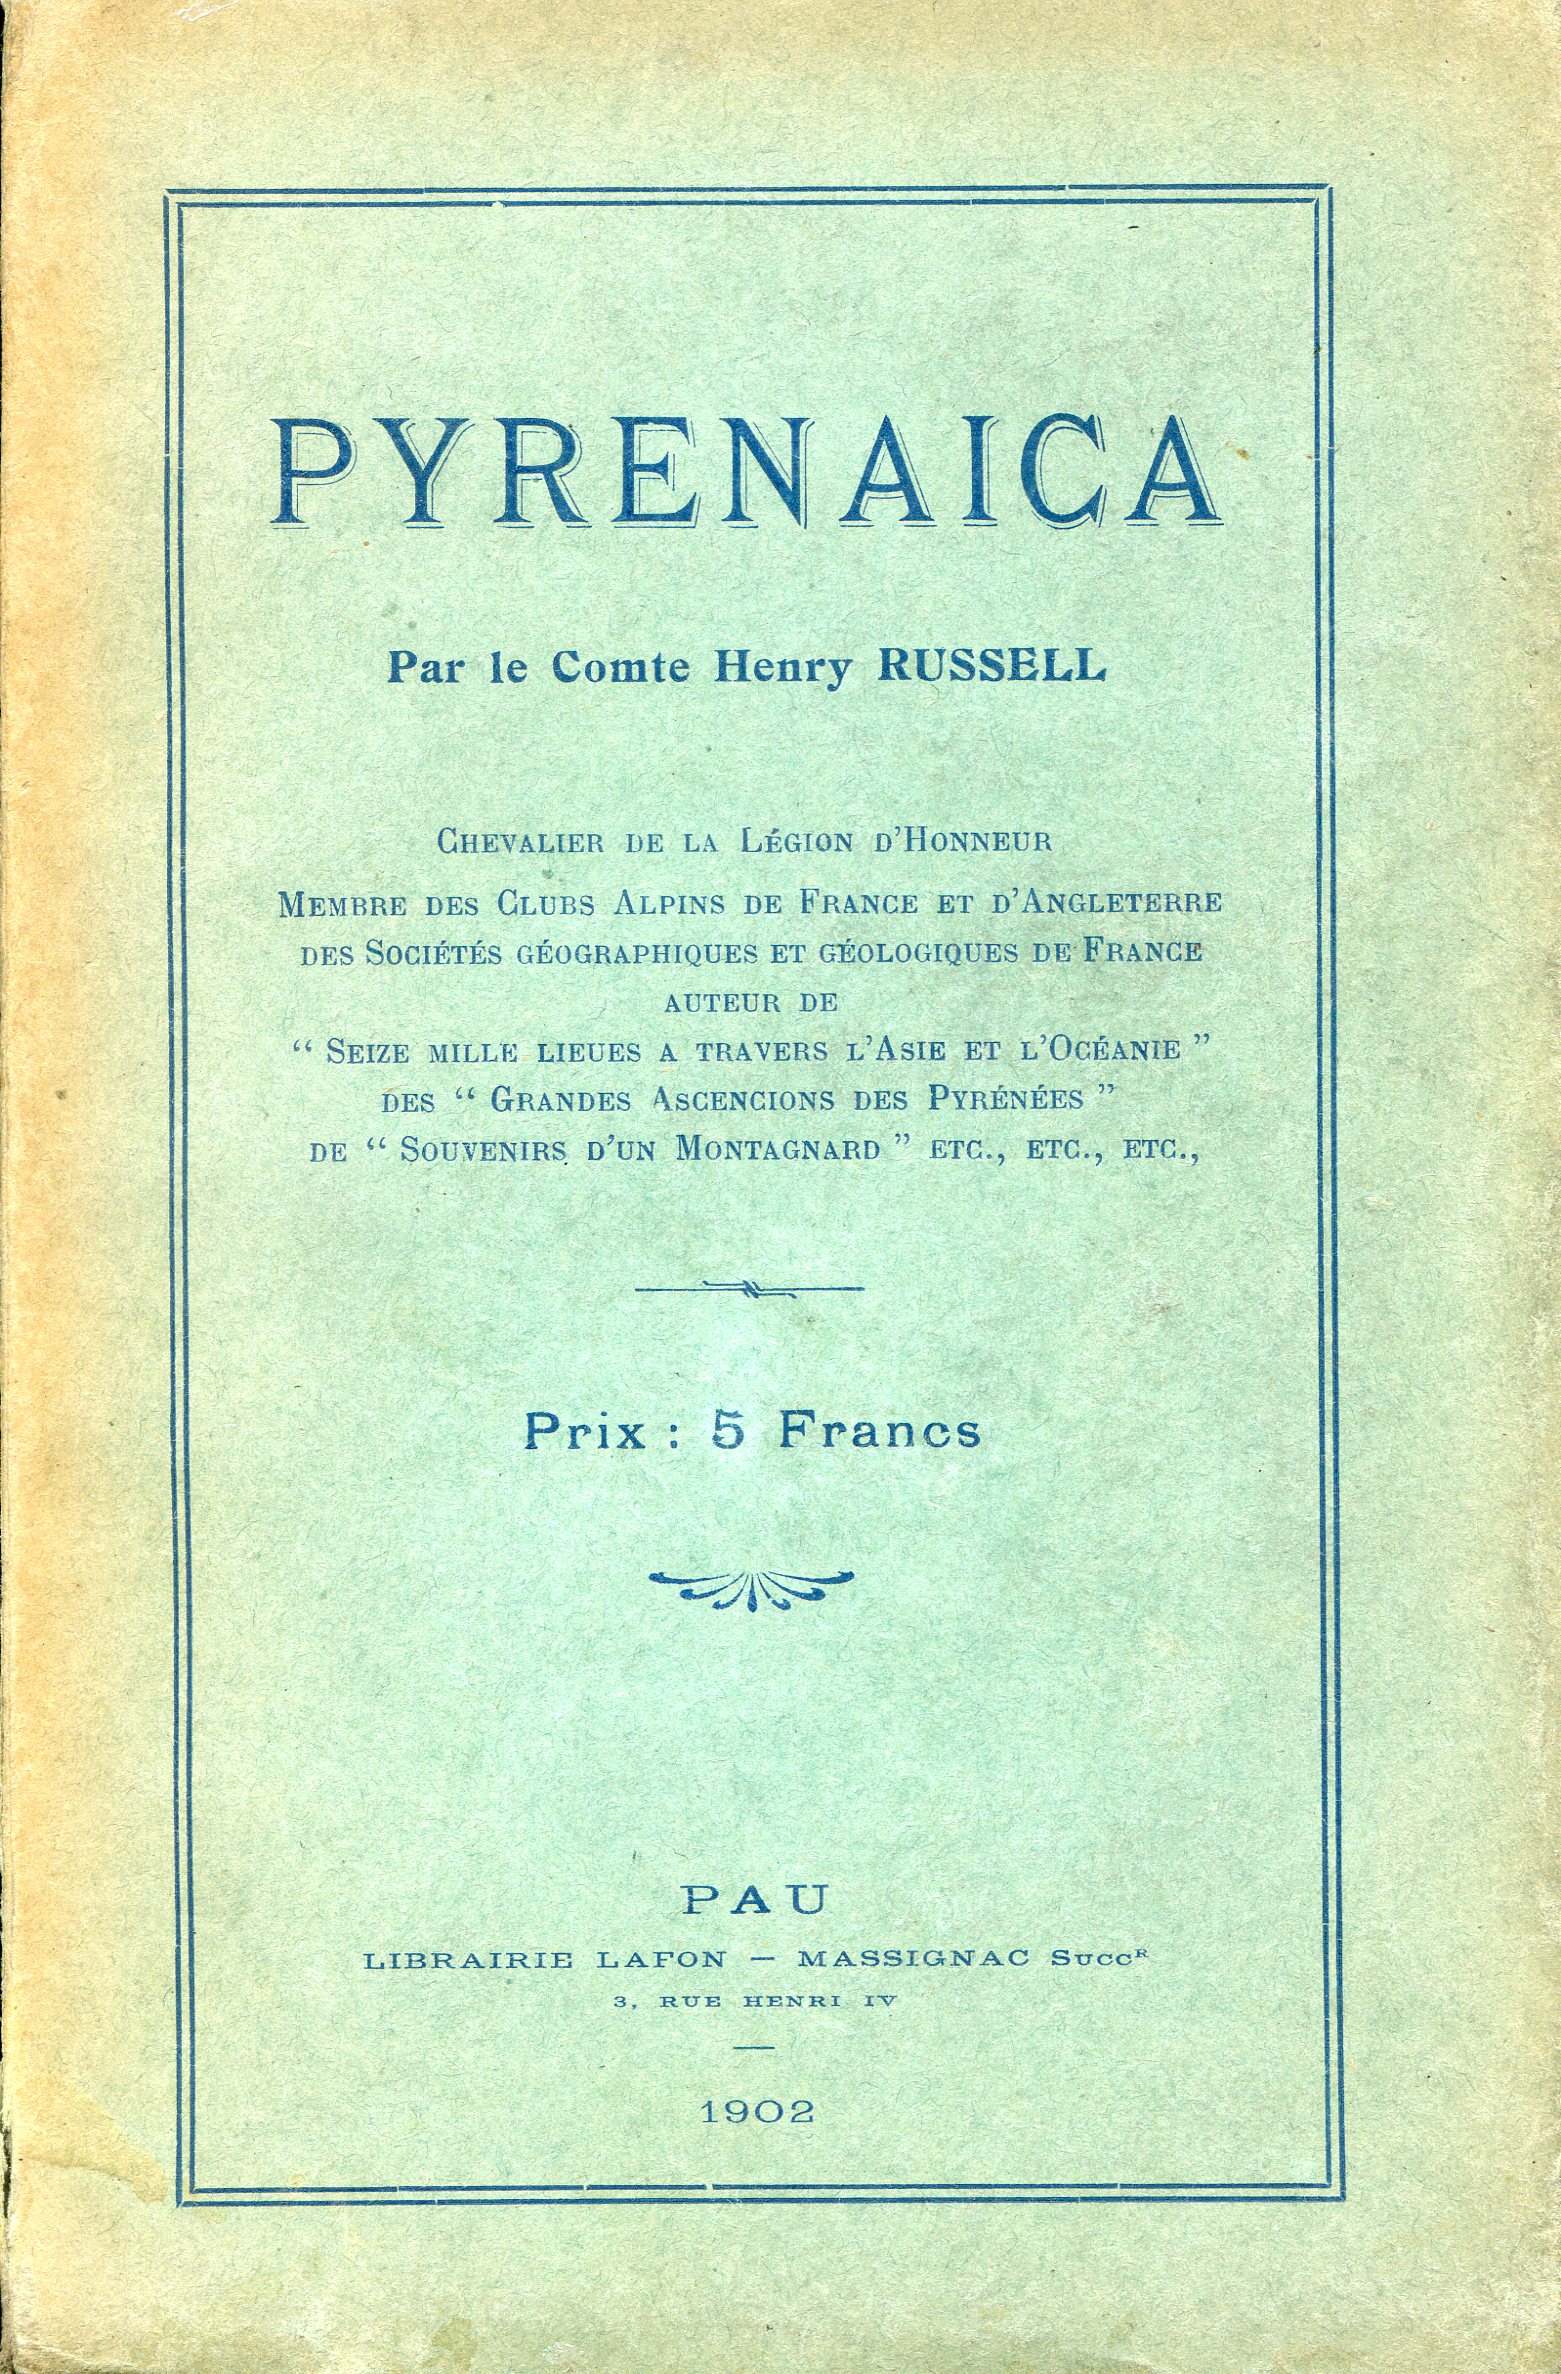 PYRENAICA
Par le Comte Henry RUSSELL
Chevalier de la Légion d'Honneur
Membre des Clubs Alpins de France et d'Angleterre
des Sociétés géographiques et géologiques de France
auteur de
“ Seize mille lieues a travers l'Asie et l'Océanie ”
des “ Grandes Ascencions des Pyrénées ”
de “ Souvenirs d'un Montagnard ” etc., etc., etc.,
Prix : 5 Francs
PAU
LIBRAIRIE LAFON — MASSIGNAC Succᴿ
3, RUE HENRI IV
1902